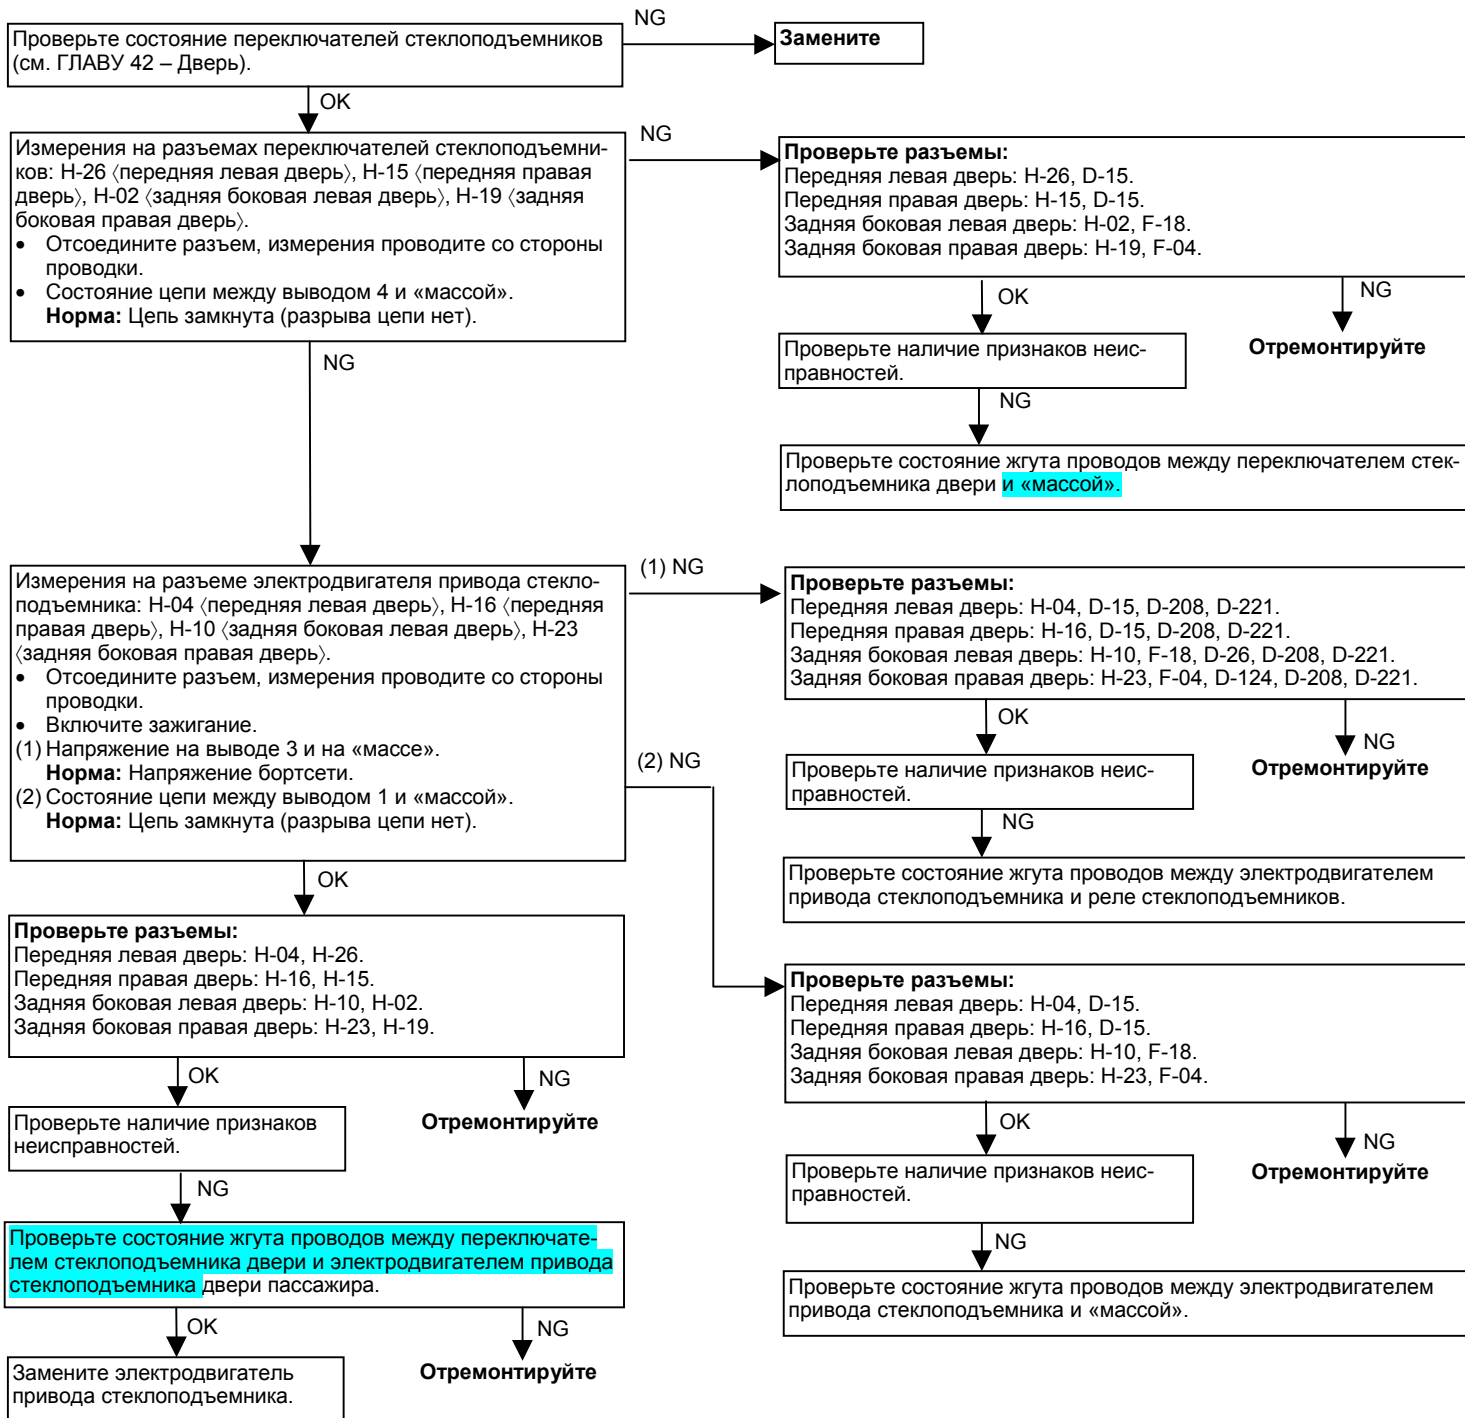 NG
Проверьте состояние переключателей стеклоподъемников
(см. ГЛАВУ 42 – Дверь).
Замените
OK
Измерения на разъемах переключателей стеклоподъемни-
ков: H-26 〈передняя левая дверь〉, H-15 〈передняя правая
дверь〉, H-02 〈задняя боковая левая дверь〉, H-19 〈задняя
боковая правая дверь〉.
• Отсоедините разъем, измерения проводите со стороны
проводки.
• Состояние цепи между выводом 4 и «массой».
Норма: Цепь замкнута (разрыва цепи нет).
NG
Проверьте разъемы:
Передняя левая дверь: H-26, D-15.
Передняя правая дверь: H-15, D-15.
Задняя боковая левая дверь: H-02, F-18.
Задняя боковая правая дверь: H-19, F-04.
OK
NG
Проверьте наличие признаков неис-
правностей.
Отремонтируйте
NG
NG
Проверьте состояние жгута проводов между переключателем стек-
лоподъемника двери и «массой».
Измерения на разъеме электродвигателя привода стекло-
подъемника: H-04 〈передняя левая дверь〉, H-16 〈передняя
правая дверь〉, H-10 〈задняя боковая левая дверь〉, H-23
〈задняя боковая правая дверь〉.
• Отсоедините разъем, измерения проводите со стороны
проводки.
• Включите зажигание.
(1) Напряжение на выводе 3 и на «массе».
Норма: Напряжение бортсети.
(2) Состояние цепи между выводом 1 и «массой».
Норма: Цепь замкнута (разрыва цепи нет).
(1) NG
Проверьте разъемы:
Передняя левая дверь: H-04, D-15, D-208, D-221.
Передняя правая дверь: H-16, D-15, D-208, D-221.
Задняя боковая левая дверь: H-10, F-18, D-26, D-208, D-221.
Задняя боковая правая дверь: H-23, F-04, D-124, D-208, D-221.
OK
NG
(2) NG
Проверьте наличие признаков неис-
правностей.
Отремонтируйте
NG
Проверьте состояние жгута проводов между электродвигателем
привода стеклоподъемника и реле стеклоподъемников.
OK
Проверьте разъемы:
Передняя левая дверь: H-04, H-26.
Передняя правая дверь: H-16, H-15.
Задняя боковая левая дверь: H-10, H-02.
Задняя боковая правая дверь: H-23, H-19.
Проверьте разъемы:
Передняя левая дверь: H-04, D-15.
Передняя правая дверь: H-16, D-15.
Задняя боковая левая дверь: H-10, F-18.
Задняя боковая правая дверь: H-23, F-04.
OK
NG
Проверьте наличие признаков
неисправностей.
Отремонтируйте
OK
NG
Проверьте наличие признаков неис-
правностей.
Отремонтируйте
NG
Проверьте состояние жгута проводов между переключате-
лем стеклоподъемника двери и электродвигателем привода
стеклоподъемника двери пассажира.
NG
Проверьте состояние жгута проводов между электродвигателем
привода стеклоподъемника и «массой».
OK
NG
Замените электродвигатель
привода стеклоподъемника.
Отремонтируйте